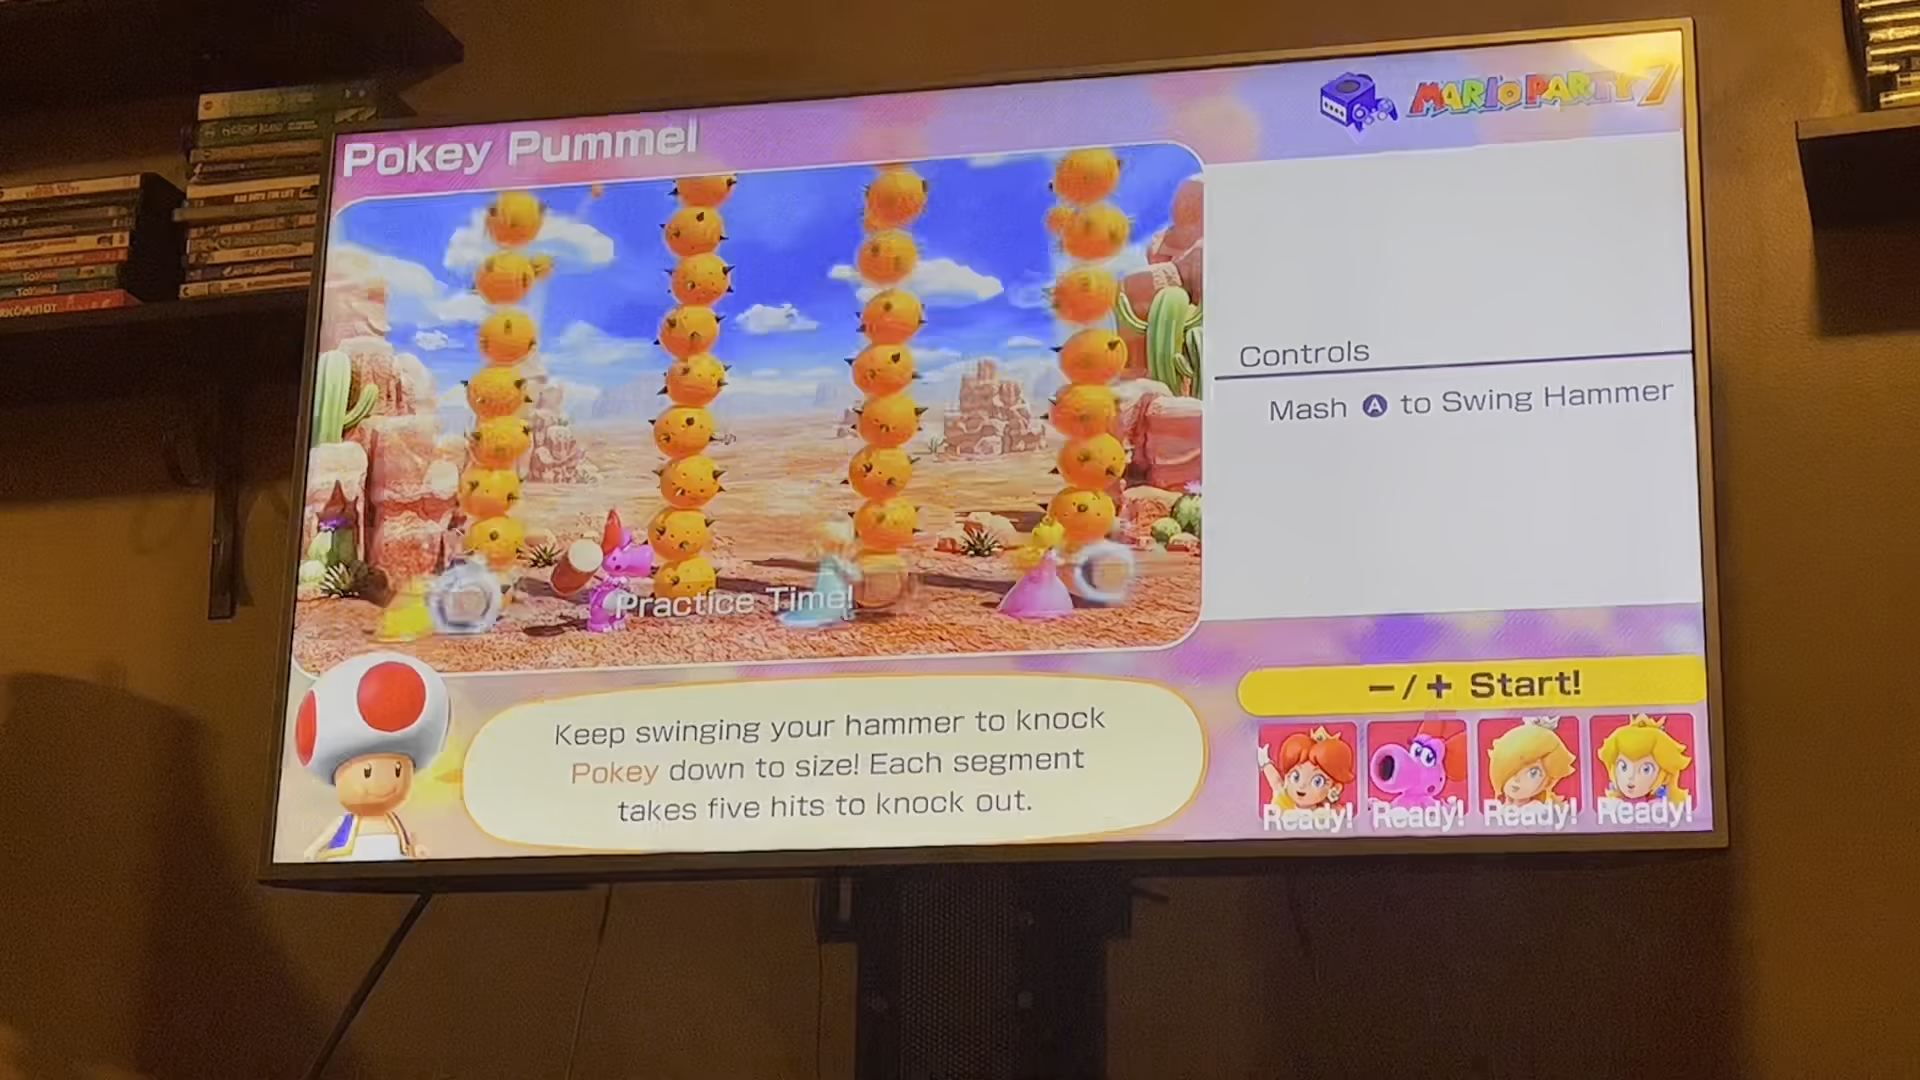 Pokey Pummel
MARIO PARTY 7
Controls
Mash A to Swing Hammer
Practice Time!
Keep swinging your hammer to knock
Pokey down to size! Each segment
takes five hits to knock out.
−/+ Start!
Ready! Ready! Ready! Ready!